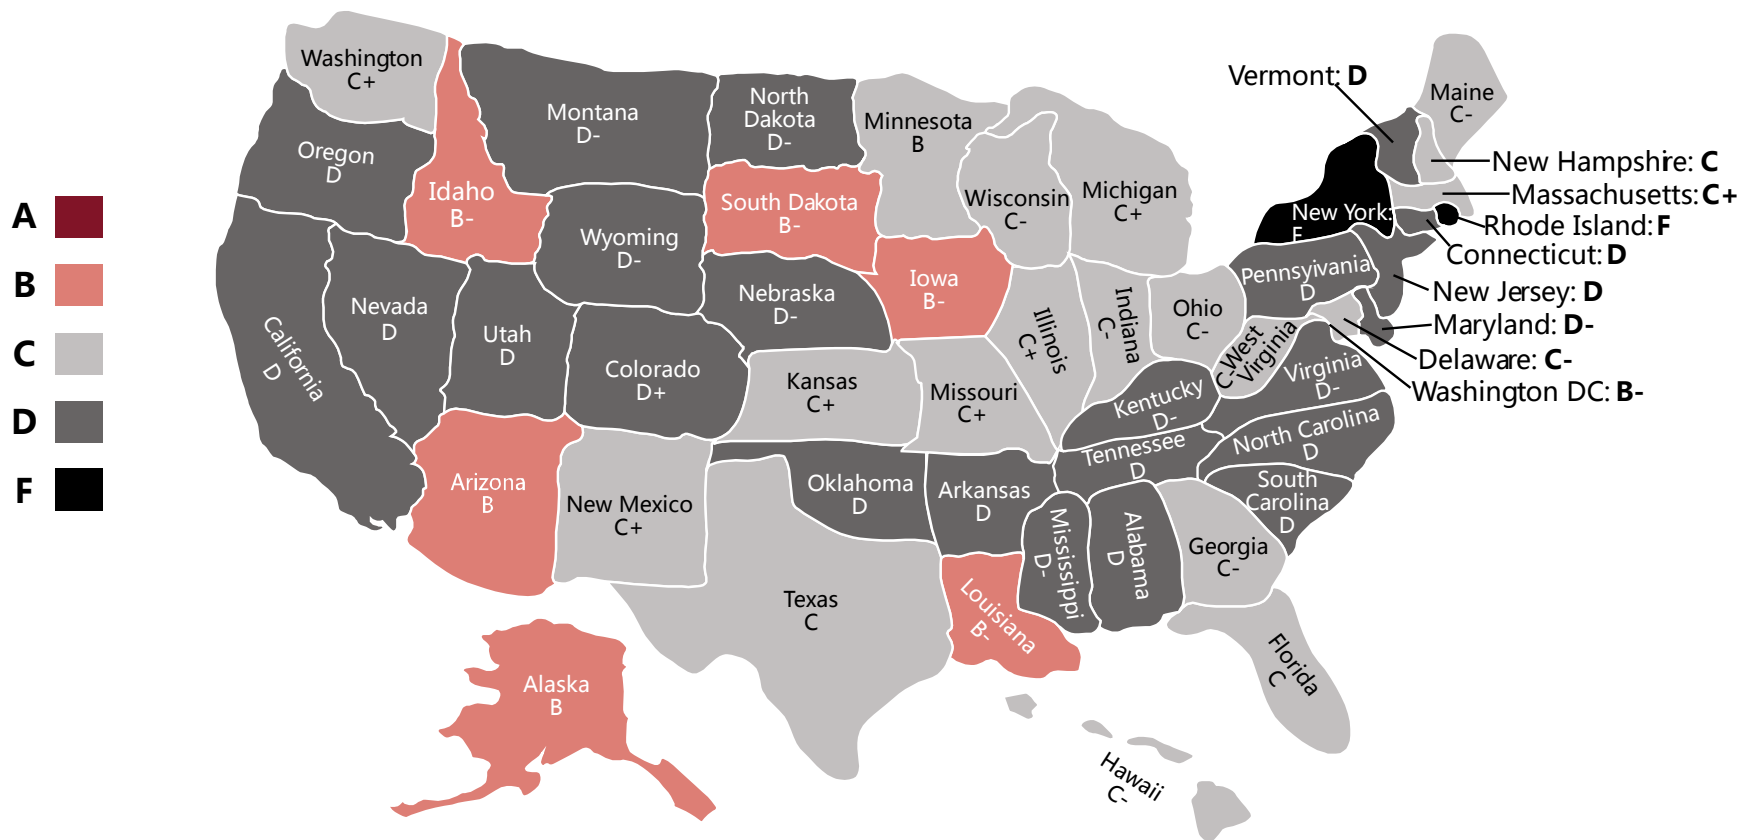 A
B
C
D
F
Washington
C+
Oregon
D
California
D
Nevada
D
Idaho
B-
Montana
D-
Wyoming
D-
Utah
D
Colorado
D+
Arizona
B
New Mexico
C+
North
Dakota
D-
South Dakota
B-
Nebraska
D-
Kansas
C+
Oklahoma
D
Texas
C
Minnesota
B
Iowa
B-
Missouri
C+
Arkansas
D
Louisiana
B-
Wisconsin
C-
Illinois
C+
Michigan
C+
Indiana
C-
Ohio
C-
Kentucky
D-
Tennessee
D
Mississippi
D-
Alabama
D
Georgia
C-
Florida
C
South
Carolina
D
North Carolina
D
Virginia
D-
West
Virginia
C-
Pennsyivania
D
New York:
F
Maine
C-
Vermont: D
New Hampshire: C
Massachusetts: C+
Rhode Island: F
Connecticut: D
New Jersey: D
Maryland: D-
Delaware: C-
Washington DC: B-
Alaska
B
Hawaii
C-